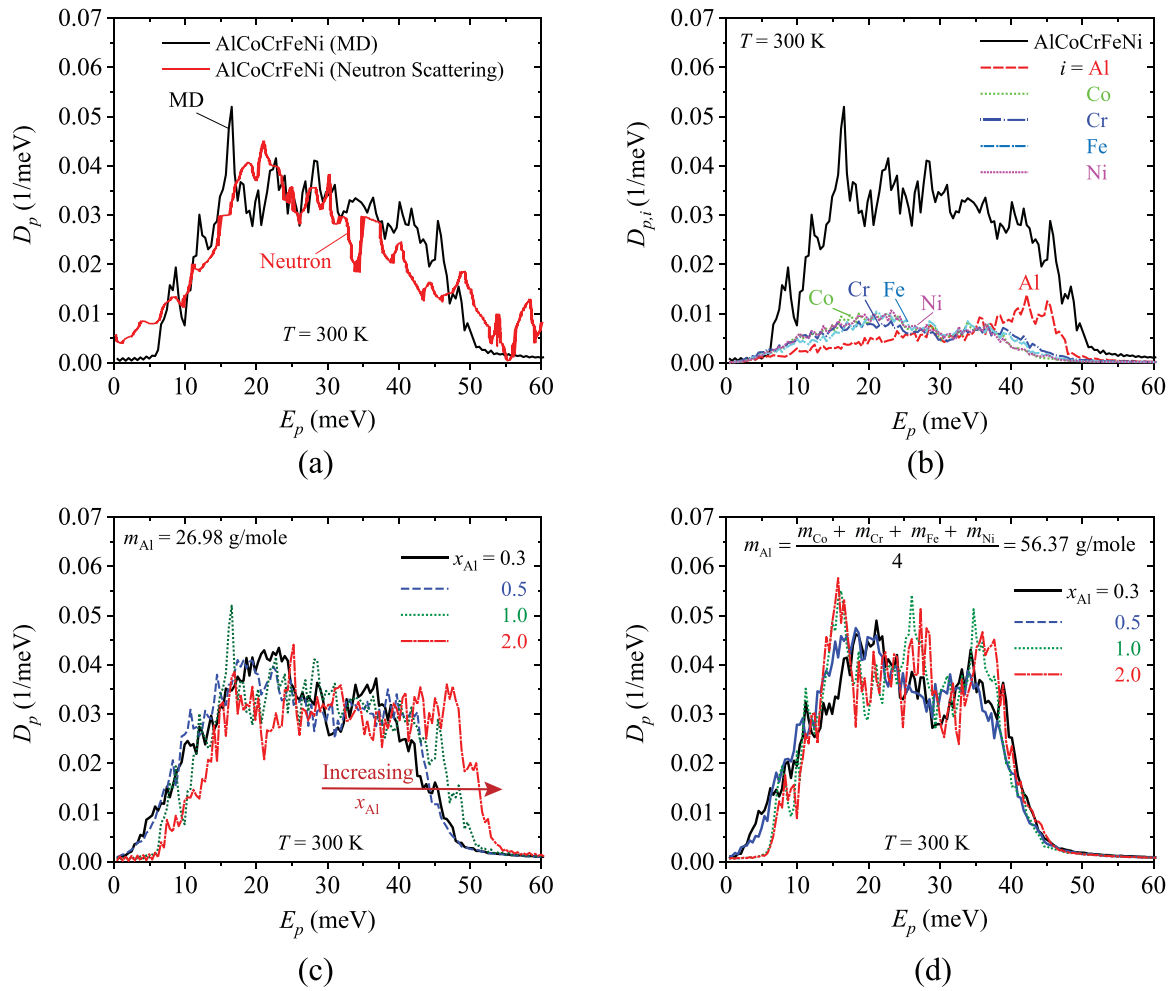 0.07
0.06
0.05
0.04
0.03
0.02
0.01
0.00
D_p (1/meV)
AlCoCrFeNi (MD)
AlCoCrFeNi (Neutron Scattering)
MD
Neutron
T = 300 K
0 10 20 30 40 50 60
E_p (meV)
(a)
0.07
0.06
0.05
0.04
0.03
0.02
0.01
0.00
D_{p,i} (1/meV)
T = 300 K
AlCoCrFeNi
i = Al
Co
Cr
Fe
Ni
Al
Co
Cr
Fe
Ni
0 10 20 30 40 50 60
E_p (meV)
(b)
0.07
0.06
0.05
0.04
0.03
0.02
0.01
0.00
D_p (1/meV)
m_Al = 26.98 g/mole
x_Al = 0.3
0.5
1.0
2.0
Increasing
x_Al
T = 300 K
0 10 20 30 40 50 60
E_p (meV)
(c)
0.07
0.06
0.05
0.04
0.03
0.02
0.01
0.00
D_p (1/meV)
m_Al = (m_Co + m_Cr + m_Fe + m_Ni)/4 = 56.37 g/mole
x_Al = 0.3
0.5
1.0
2.0
T = 300 K
0 10 20 30 40 50 60
E_p (meV)
(d)